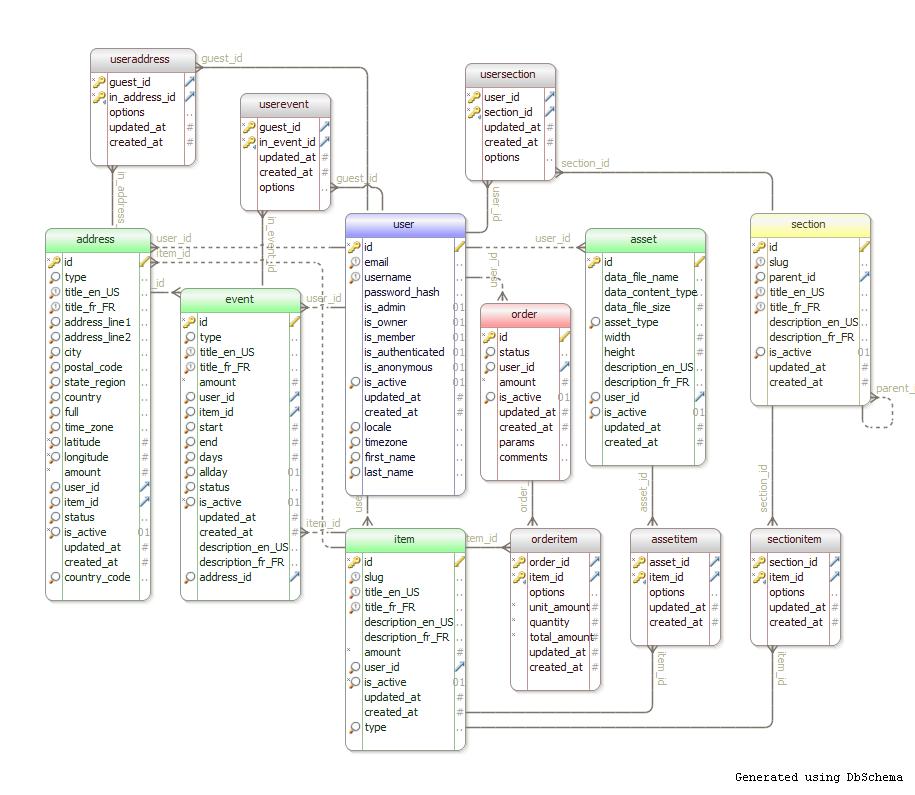 useraddress
guest_id
in_address_id
options
updated_at
created_at
guest_id
in_address
userevent
guest_id
in_event_id
updated_at
created_at
options
guest_id
in_event_id
usersection
user_id
section_id
updated_at
created_at
options
section_id
user_id
address
id
type
title_en_US
title_fr_FR
address_line1
address_line2
city
postal_code
state_region
country
full
time_zone
latitude
longitude
amount
user_id
item_id
status
is_active
updated_at
created_at
country_code
user_id
item_id
_id
event
id
type
title_en_US
title_fr_FR
amount
user_id
item_id
start
end
days
allday
status
is_active
updated_at
created_at
description_en_US
description_fr_FR
address_id
user_id
item_id
user
id
email
username
password_hash
is_admin
is_owner
is_member
is_authenticated
is_anonymous
is_active
updated_at
created_at
locale
timezone
first_name
last_name
user_id
order
id
status
user_id
amount
is_active
updated_at
created_at
params
comments
order_
asset
id
data_file_name
data_content_type
data_file_size
asset_type
width
height
description_en_US
description_fr_FR
user_id
is_active
updated_at
created_at
asset_id
section
id
slug
parent_id
title_en_US
title_fr_FR
description_en_US
description_fr_FR
is_active
updated_at
created_at
parent_
section_id
item
id
slug
title_en_US
title_fr_FR
description_en_US
description_fr_FR
amount
user_id
is_active
updated_at
created_at
type
orderitem
order_id
item_id
options
unit_amount
quantity
total_amount
updated_at
created_at
assetitem
asset_id
item_id
options
updated_at
created_at
item_id
sectionitem
section_id
item_id
options
updated_at
created_at
item_id
Generated using DbSchema